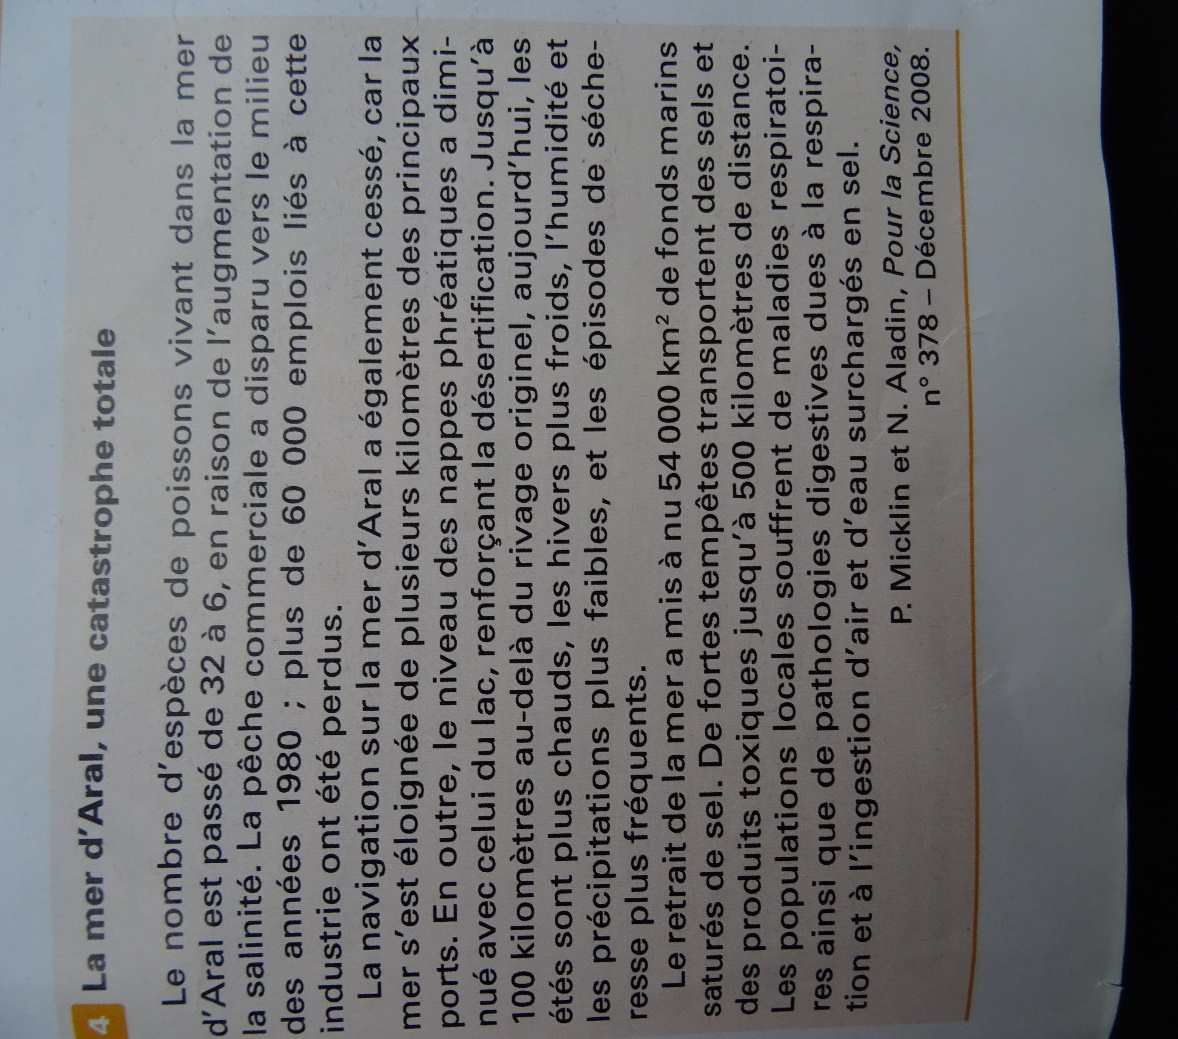 4 La mer d'Aral, une catastrophe totale
Le nombre d'espèces de poissons vivant dans la mer
d'Aral est passé de 32 à 6, en raison de l'augmentation de
la salinité. La pêche commerciale a disparu vers le milieu
des années 1980 ; plus de 60 000 emplois liés à cette
industrie ont été perdus.
La navigation sur la mer d'Aral a également cessé, car la
mer s'est éloignée de plusieurs kilomètres des principaux
ports. En outre, le niveau des nappes phréatiques a dimi-
nué avec celui du lac, renforçant la désertification. Jusqu'à
100 kilomètres au-delà du rivage originel, aujourd'hui, les
étés sont plus chauds, les hivers plus froids, l'humidité et
les précipitations plus faibles, et les épisodes de séche-
resse plus fréquents.
Le retrait de la mer a mis à nu 54 000 km² de fonds marins
saturés de sel. De fortes tempêtes transportent des sels et
des produits toxiques jusqu'à 500 kilomètres de distance.
Les populations locales souffrent de maladies respiratoi-
res ainsi que de pathologies digestives dues à la respira-
tion et à l'ingestion d'air et d'eau surchargés en sel.
P. Micklin et N. Aladin, Pour la Science,
n° 378 – Décembre 2008.